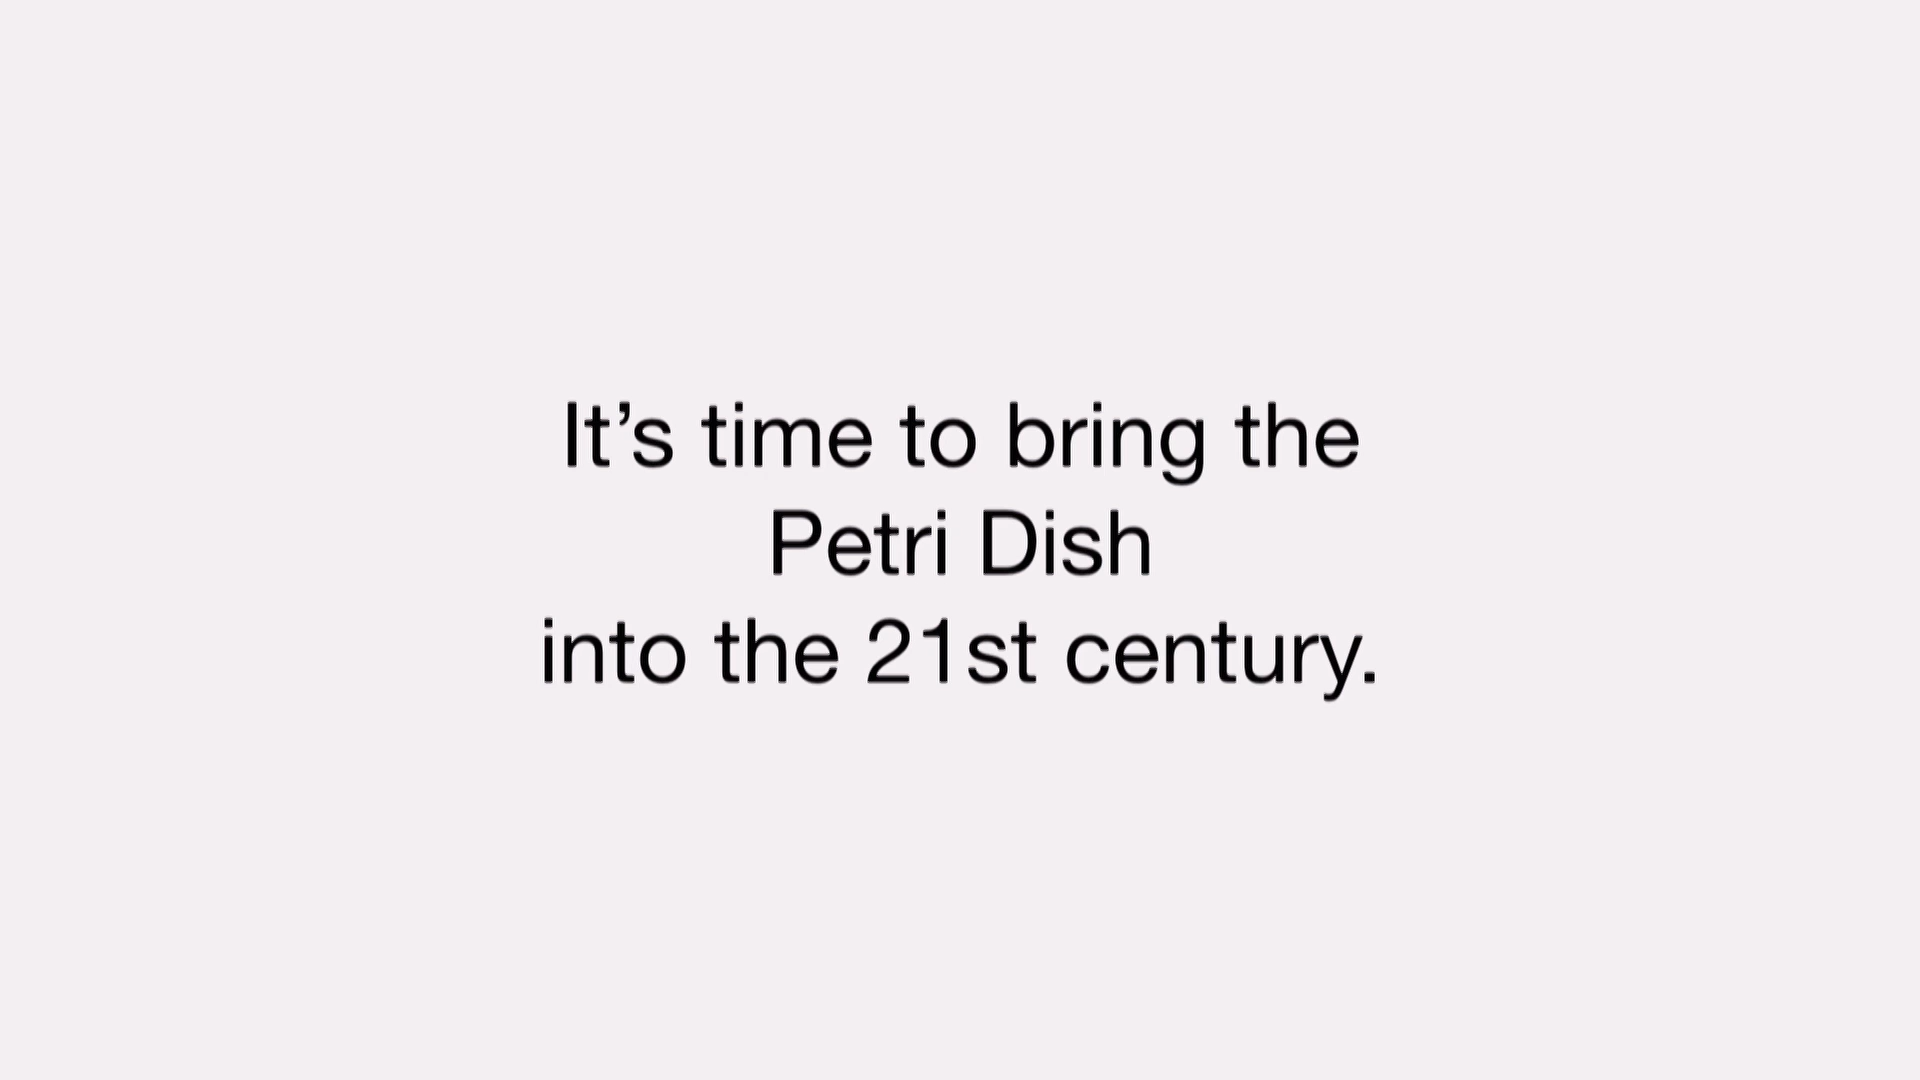 It’s time to bring the
Petri Dish
into the 21st century.